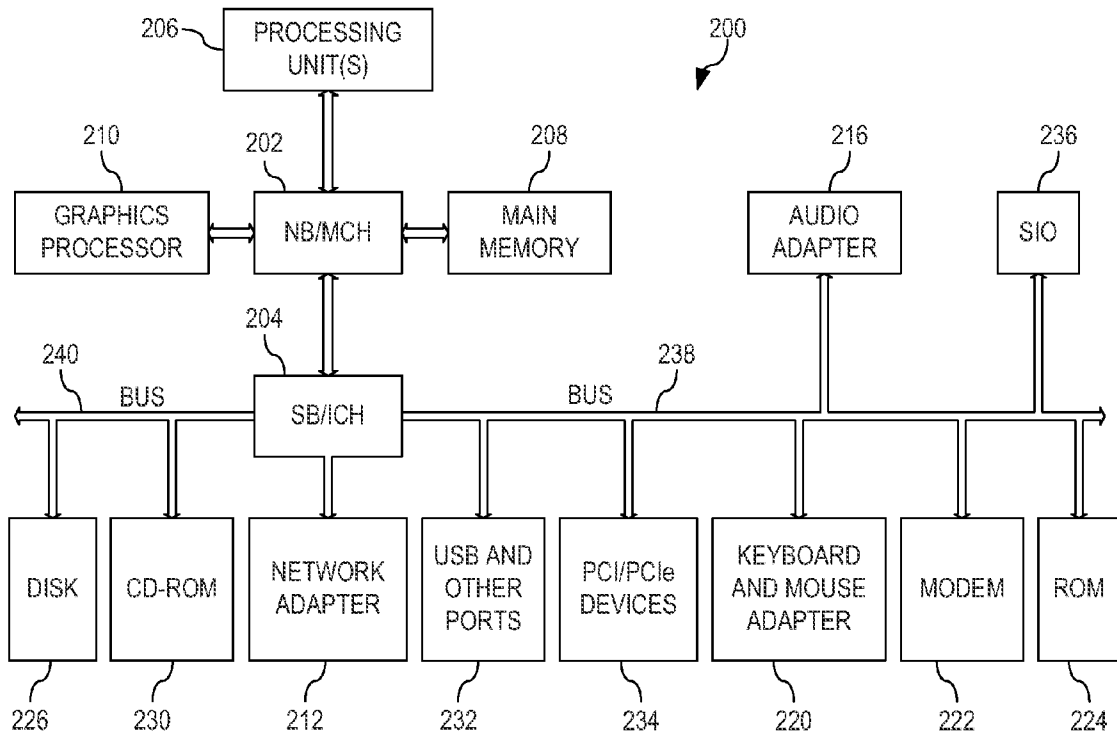 206
PROCESSING
UNIT(S)
200
210
202
208
216
236
GRAPHICS
PROCESSOR
NB/MCH
MAIN
MEMORY
AUDIO
ADAPTER
SIO
204
240
238
BUS
SB/ICH
BUS
DISK
CD-ROM
NETWORK
ADAPTER
USB AND
OTHER
PORTS
PCI/PCIe
DEVICES
KEYBOARD
AND MOUSE
ADAPTER
MODEM
ROM
226
230
212
232
234
220
222
224